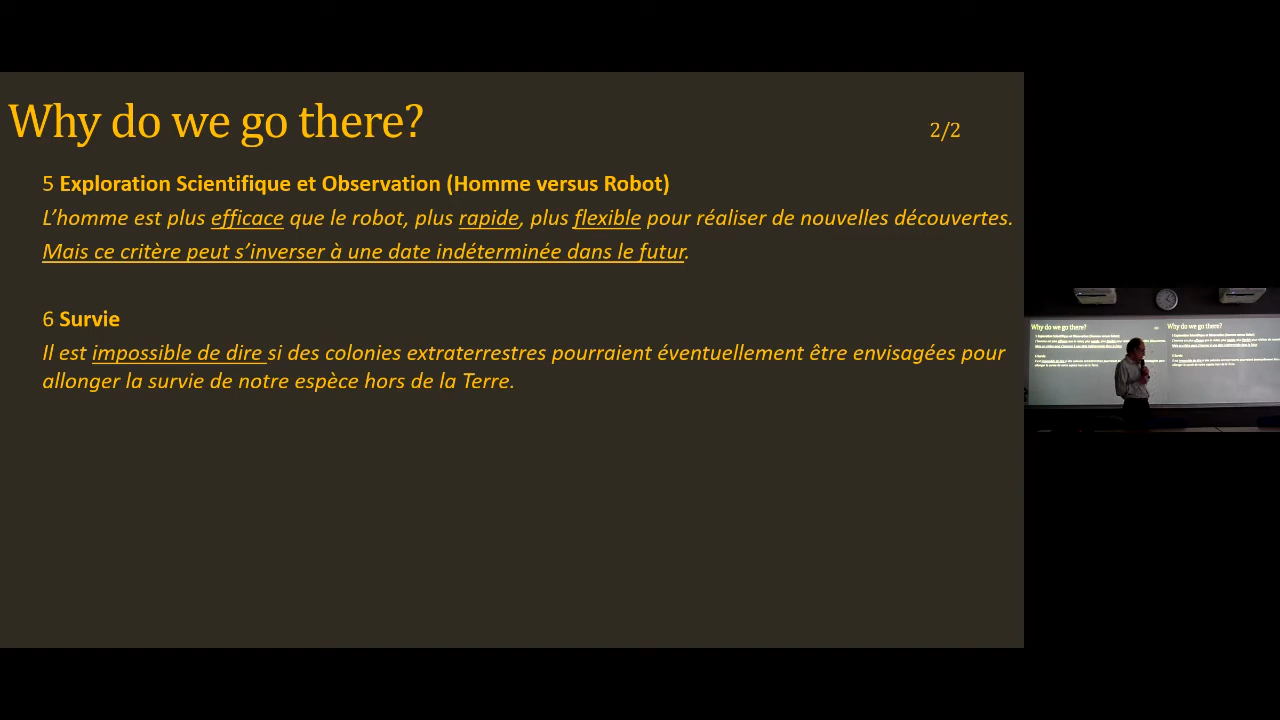 Why do we go there?
2/2
5 Exploration Scientifique et Observation (Homme versus Robot)
L’homme est plus efficace que le robot, plus rapide, plus flexible pour réaliser de nouvelles découvertes.
Mais ce critère peut s’inverser à une date indéterminée dans le futur.
6 Survie
Il est impossible de dire si des colonies extraterrestres pourraient éventuellement être envisagées pour
allonger la survie de notre espèce hors de la Terre.
Why do we go there?
Why do we go there?